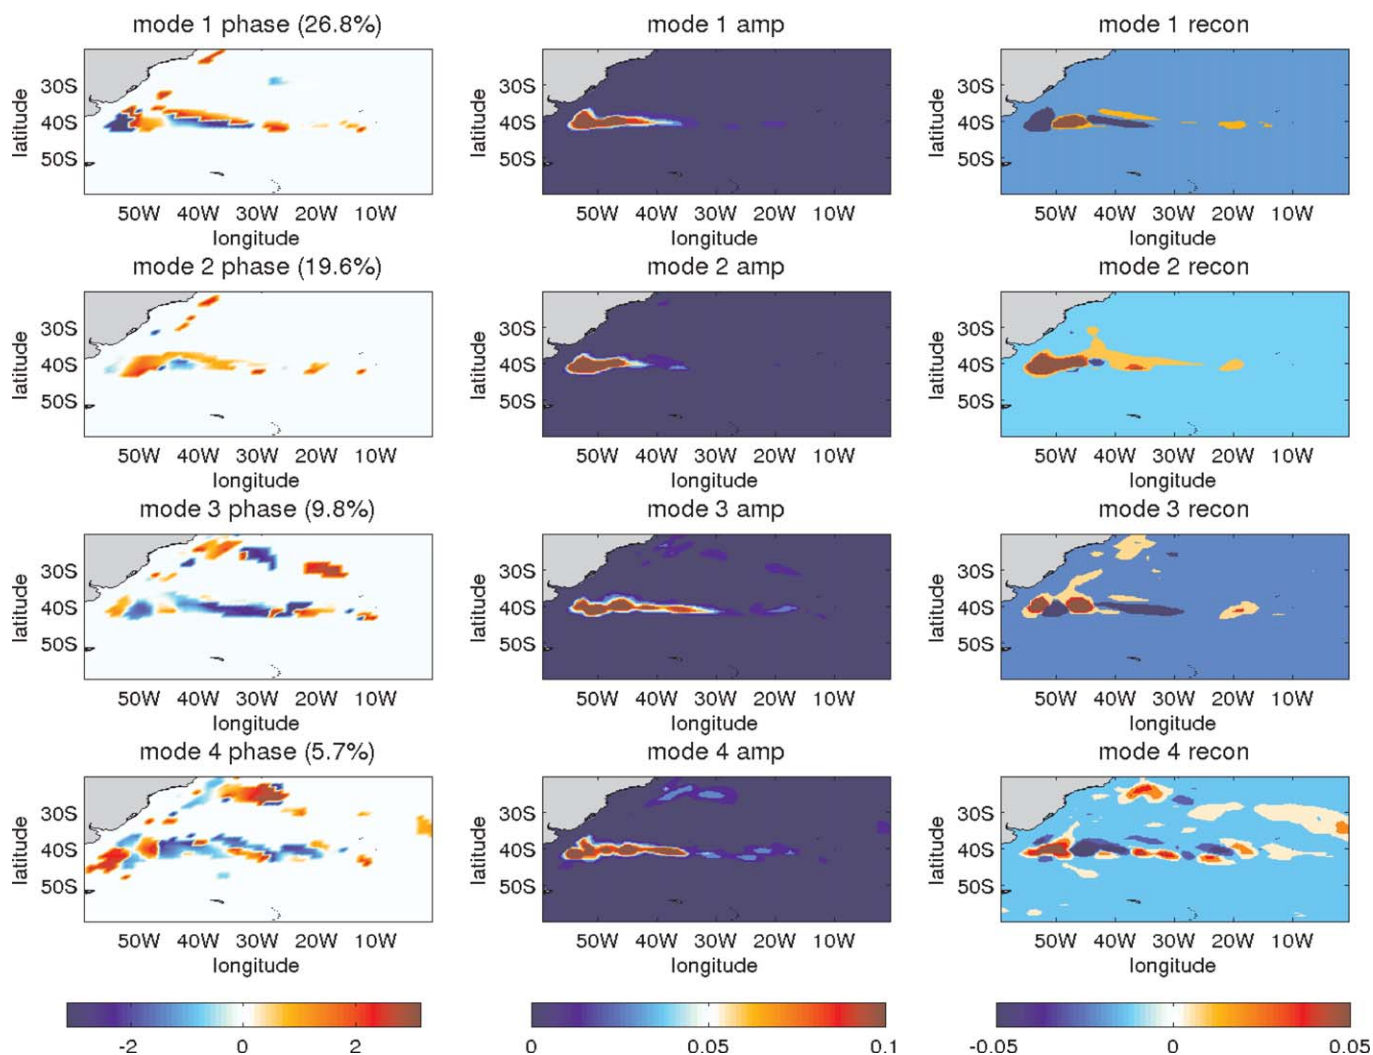 mode 1 phase (26.8%)
mode 1 amp
mode 1 recon
latitude
30S
40S
50S
50W 40W 30W 20W 10W
longitude
latitude
30S
40S
50S
50W 40W 30W 20W 10W
longitude
latitude
30S
40S
50S
50W 40W 30W 20W 10W
longitude
mode 2 phase (19.6%)
mode 2 amp
mode 2 recon
latitude
30S
40S
50S
50W 40W 30W 20W 10W
longitude
latitude
30S
40S
50S
50W 40W 30W 20W 10W
longitude
latitude
30S
40S
50S
50W 40W 30W 20W 10W
longitude
mode 3 phase (9.8%)
mode 3 amp
mode 3 recon
latitude
30S
40S
50S
50W 40W 30W 20W 10W
longitude
latitude
30S
40S
50S
50W 40W 30W 20W 10W
longitude
latitude
30S
40S
50S
50W 40W 30W 20W 10W
longitude
mode 4 phase (5.7%)
mode 4 amp
mode 4 recon
latitude
30S
40S
50S
50W 40W 30W 20W 10W
longitude
latitude
30S
40S
50S
50W 40W 30W 20W 10W
longitude
latitude
30S
40S
50S
50W 40W 30W 20W 10W
longitude
-2 0 2
0 0.05 0.1
-0.05 0 0.05